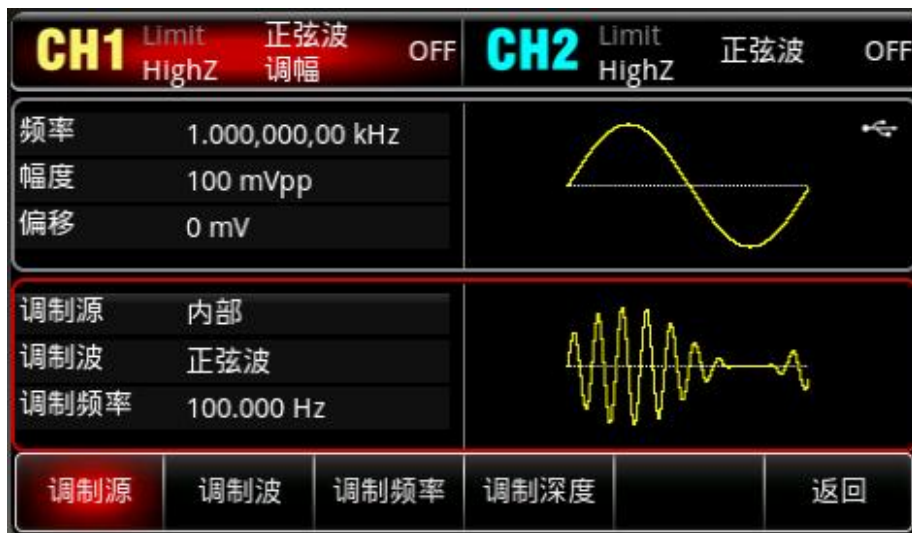 CH1 Limit 正弦波 OFF CH2 Limit 正弦波 OFF
HighZ 调幅 HighZ
频率 1.000,000,00 kHz
幅度 100 mVpp
偏移 0 mV
调制源 内部
调制波 正弦波
调制频率 100.000 Hz
调制源 调制波 调制频率 调制深度 返回